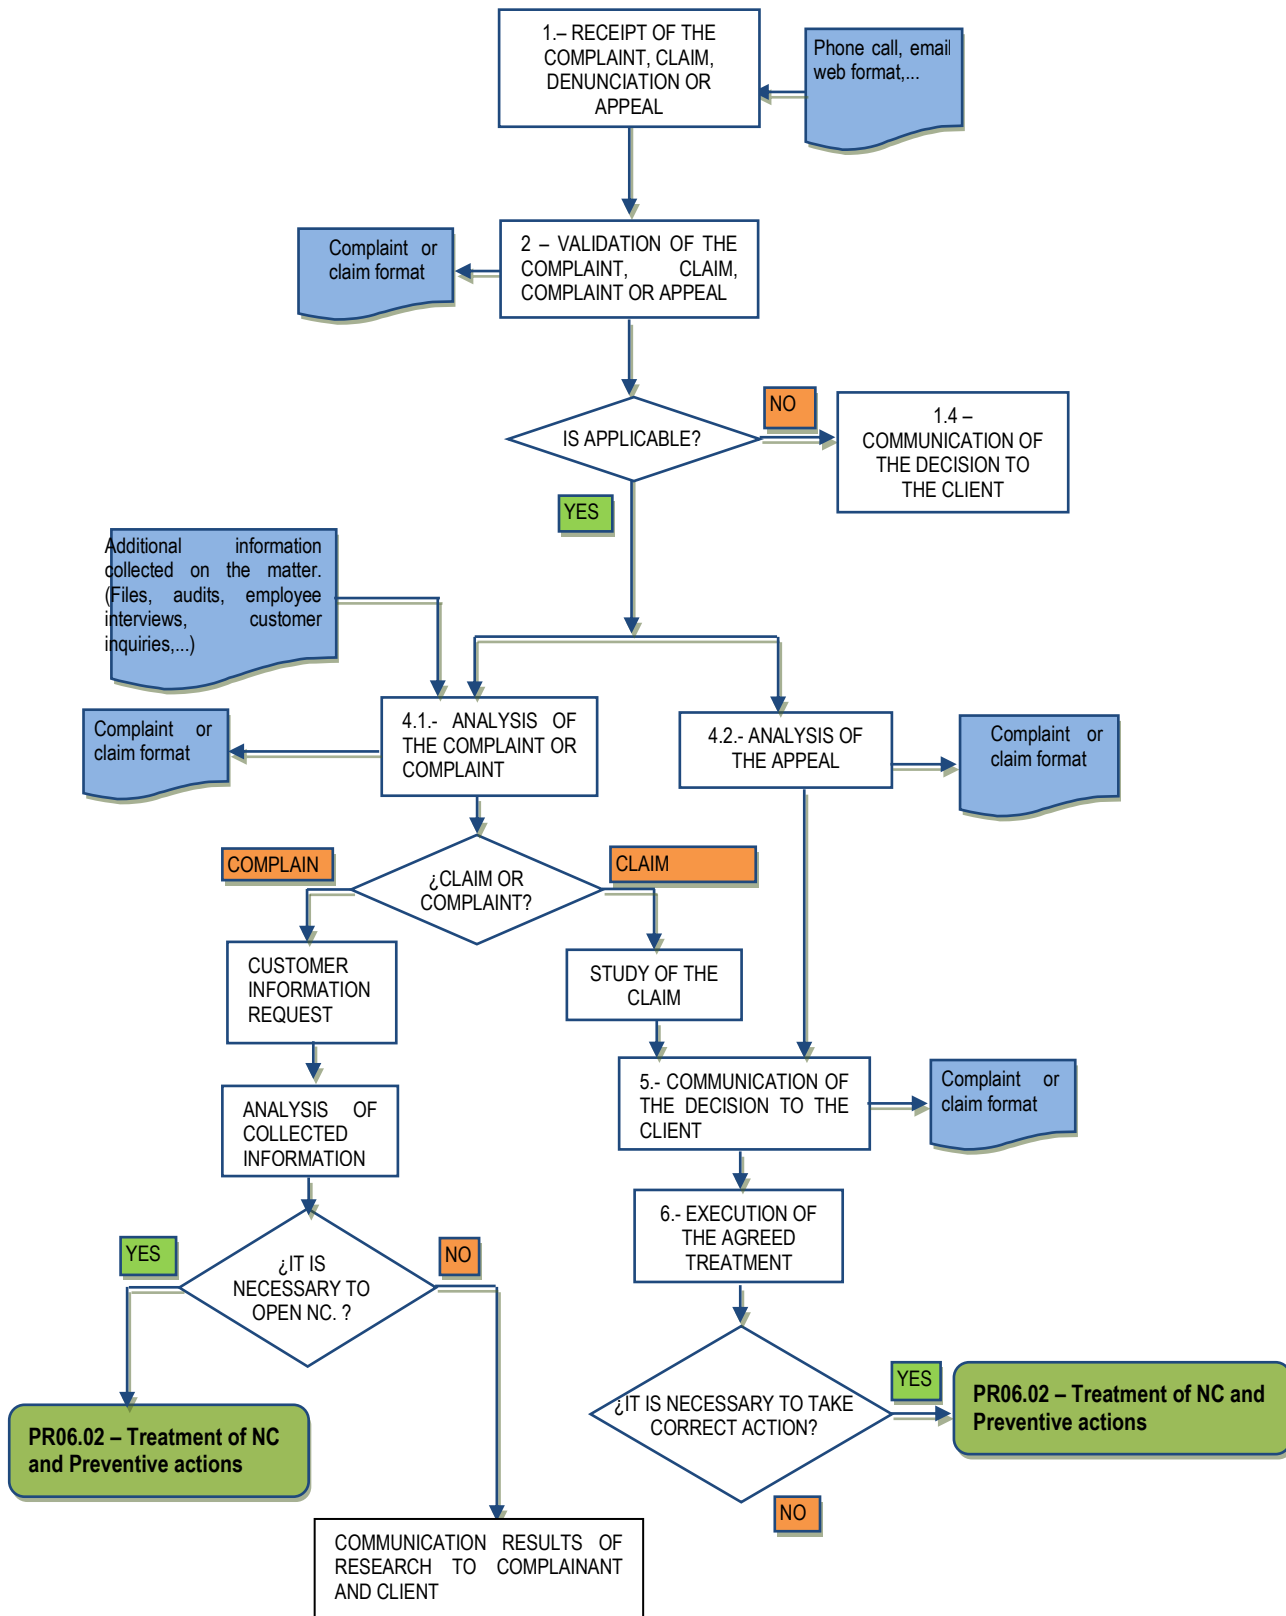 1.– RECEIPT OF THE
COMPLAINT, CLAIM,
DENUNCIATION OR
APPEAL
Phone call, email
web format,...
Complaint or
claim format
2 – VALIDATION OF THE
COMPLAINT, CLAIM,
COMPLAINT OR APPEAL
IS APPLICABLE?
NO
1.4 –
COMMUNICATION OF
THE DECISION TO
THE CLIENT
YES
Additional information
collected on the matter.
(Files, audits, employee
interviews, customer
inquiries,...)
Complaint or
claim format
4.1.- ANALYSIS OF
THE COMPLAINT OR
COMPLAINT
4.2.- ANALYSIS OF
THE APPEAL
Complaint or
claim format
COMPLAIN
¿CLAIM OR
COMPLAINT?
CLAIM
CUSTOMER
INFORMATION
REQUEST
STUDY OF THE
CLAIM
ANALYSIS OF
COLLECTED
INFORMATION
5.- COMMUNICATION OF
THE DECISION TO THE
CLIENT
Complaint or
claim format
6.- EXECUTION OF
THE AGREED
TREATMENT
YES
¿IT IS
NECESSARY TO
OPEN NC. ?
NO
¿IT IS NECESSARY TO TAKE
CORRECT ACTION?
YES
PR06.02 – Treatment of NC and
Preventive actions
PR06.02 – Treatment of NC
and Preventive actions
NO
COMMUNICATION RESULTS OF
RESEARCH TO COMPLAINANT
AND CLIENT